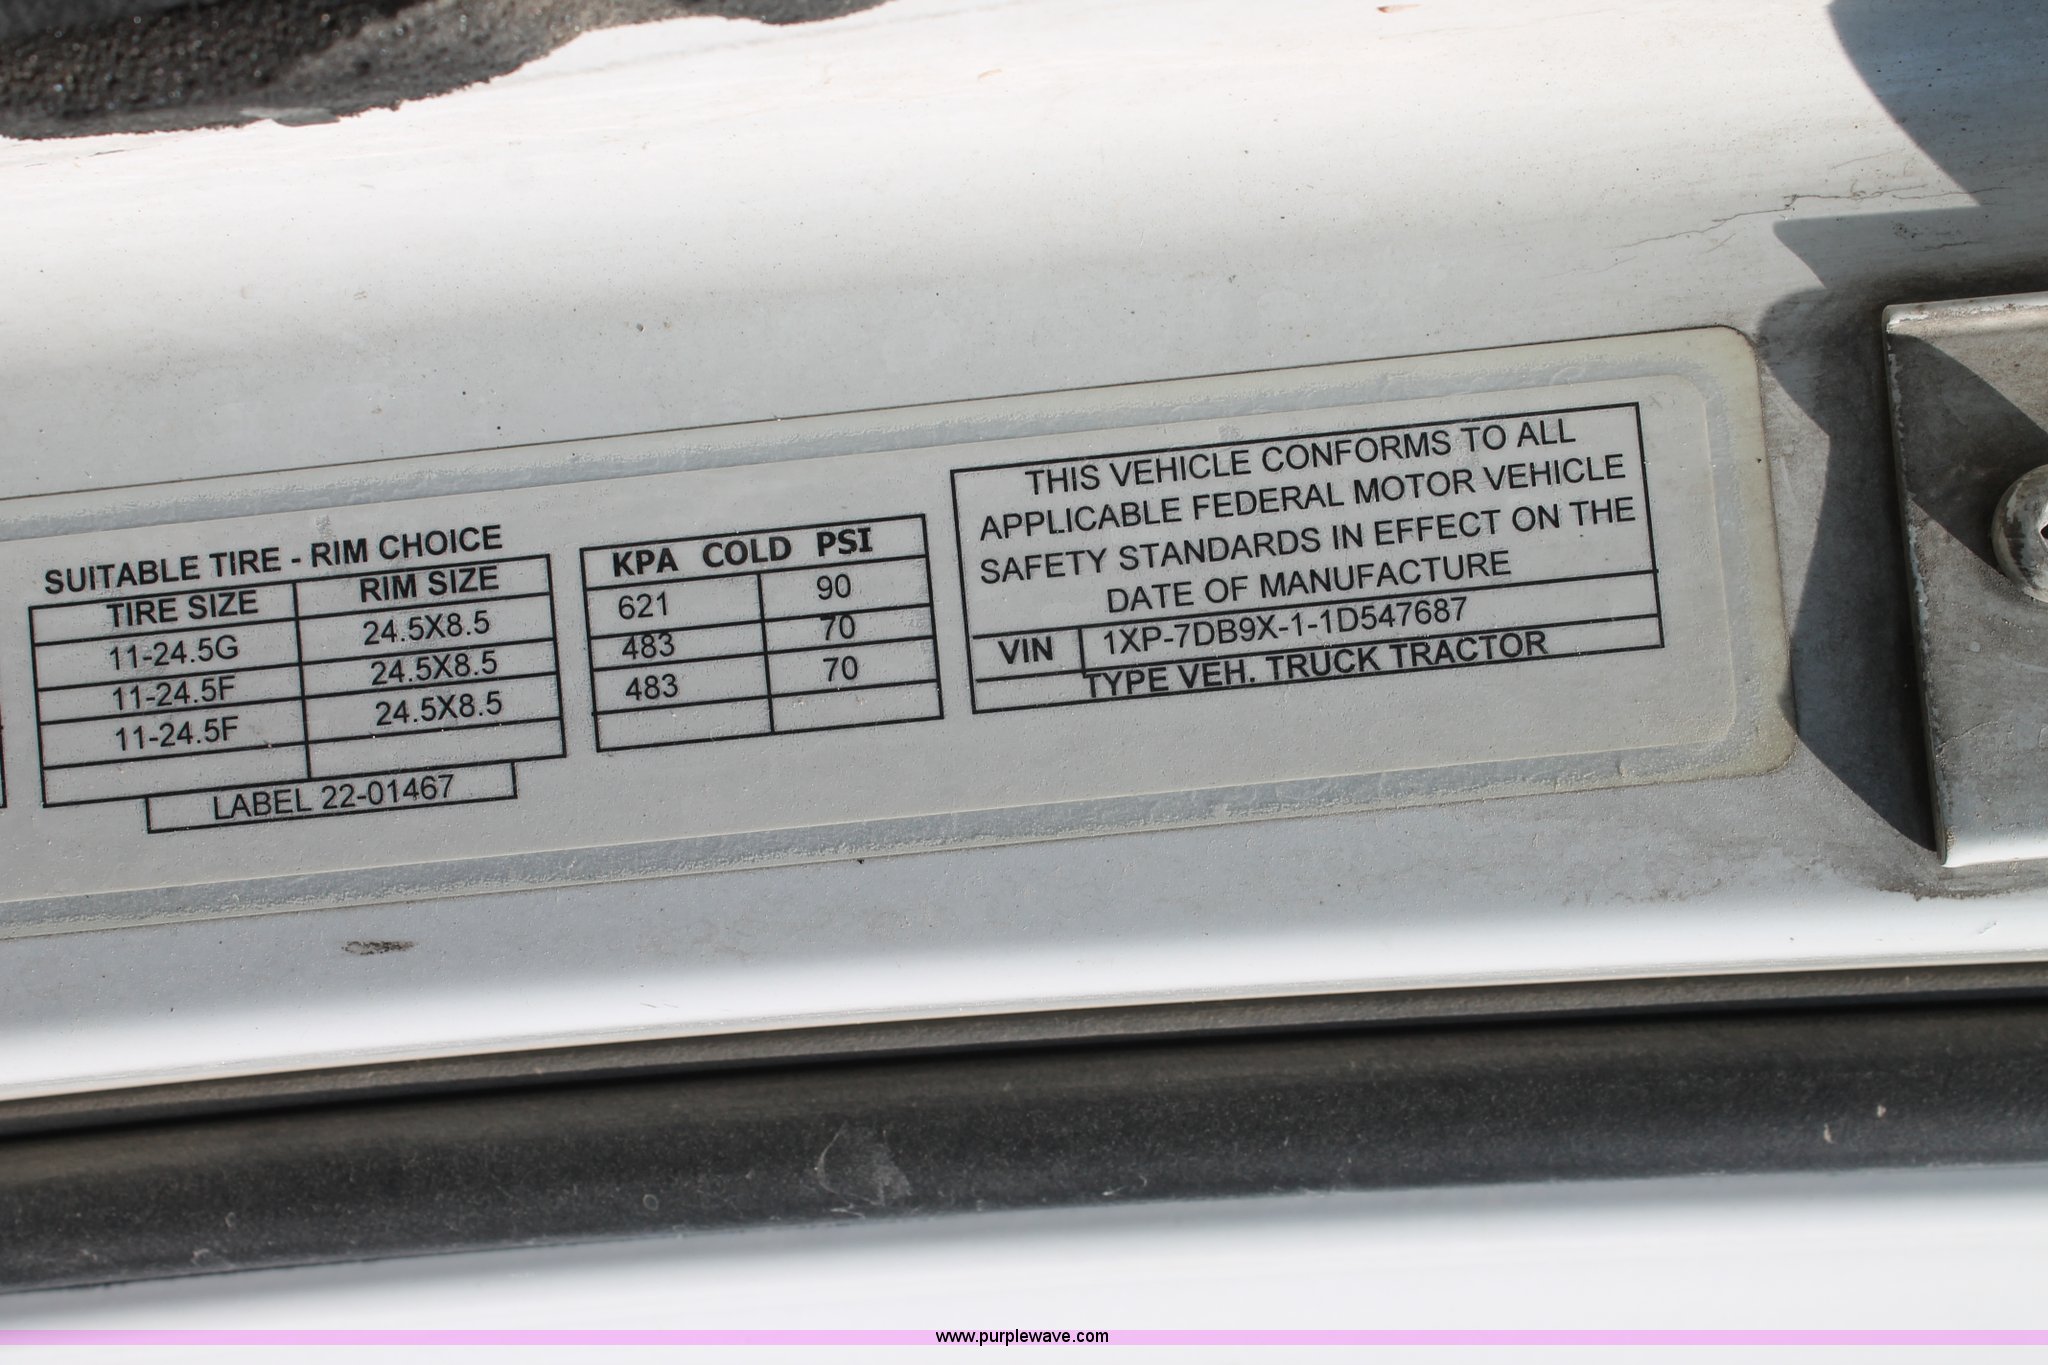 SUITABLE TIRE - RIM CHOICE
TIRE SIZE RIM SIZE
11-24.5G 24.5X8.5
11-24.5F 24.5X8.5
11-24.5F 24.5X8.5
LABEL 22-01467
KPA COLD PSI
621 90
483 70
483 70
THIS VEHICLE CONFORMS TO ALL
APPLICABLE FEDERAL MOTOR VEHICLE
SAFETY STANDARDS IN EFFECT ON THE
DATE OF MANUFACTURE
VIN 1XP-7DB9X-1-1D547687
TYPE VEH. TRUCK TRACTOR
www.purplewave.com